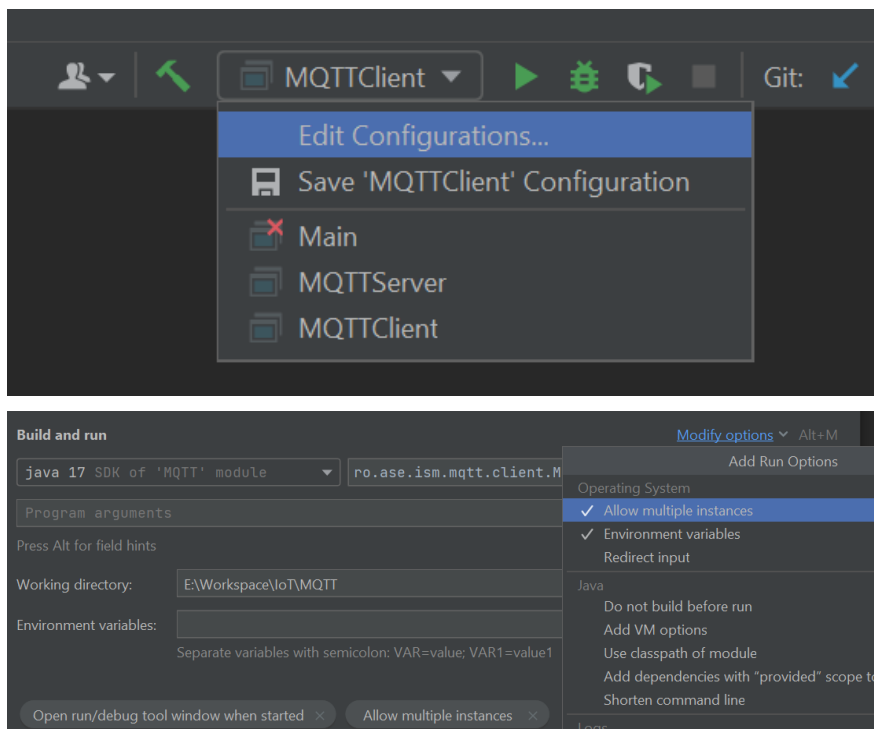 MQTTClient Git:
Edit Configurations...
Save 'MQTTClient' Configuration
Main
MQTTServer
MQTTClient
Build and run Modify options Alt+M
java 17 SDK of 'MQTT' module ro.ase.ism.mqtt.client.M
Add Run Options
Operating System
Program arguments
Allow multiple instances
Environment variables
Press Alt for field hints
Redirect input
Working directory: E:\Workspace\IoT\MQTT
Java
Do not build before run
Environment variables:
Add VM options
Separate variables with semicolon: VAR=value; VAR1=value1
Use classpath of module
Add dependencies with "provided" scope to
Shorten command line
Open run/debug tool window when started × Allow multiple instances ×
Logs